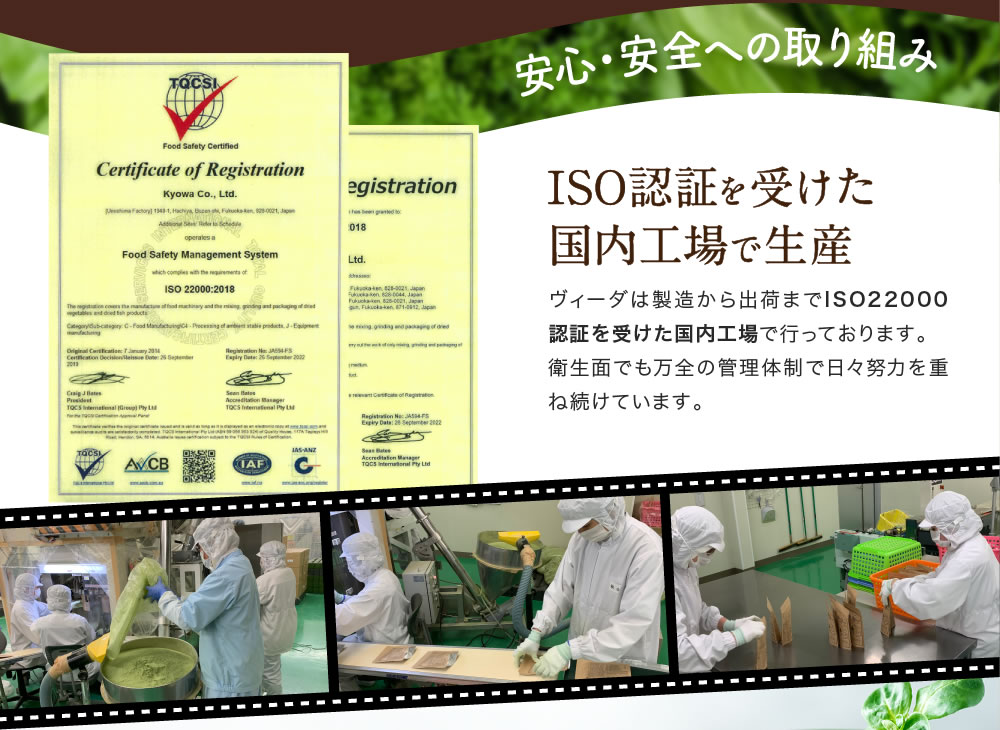 安心・安全への取り組み
TQCSI
Food Safety Certified
Certificate of Registration
Kyowa Co., Ltd.
operates a
Food Safety Management System
which complies with the requirements of:
ISO 22000:2018
The registration covers the manufacture of food machinery and the mixing, grinding and packaging of dried
vegetables and dried fish products
Original Certification: 7 January 2014
Certification Decision/Reissue Date: 26 September
2019
Registration No: JA594-FS
Expiry Date: 26 September 2022
Craig J Bates
President
TQCS International (Group) Pty Ltd
Sean Bates
Accreditation Manager
TQCS International Pty Ltd
TQCSI
IAF
JAS-ANZ
egistration
has been granted to:
2018
Ltd.
Registration No: JA594-FS
Expiry Date: 26 September 2022
Sean Bates
Accreditation Manager
TQCS International Pty Ltd
ISO認証を受けた
国内工場で生産
ヴィーダは製造から出荷までISO22000
認証を受けた国内工場で行っております。
衛生面でも万全の管理体制で日々努力を重
ね続けています。